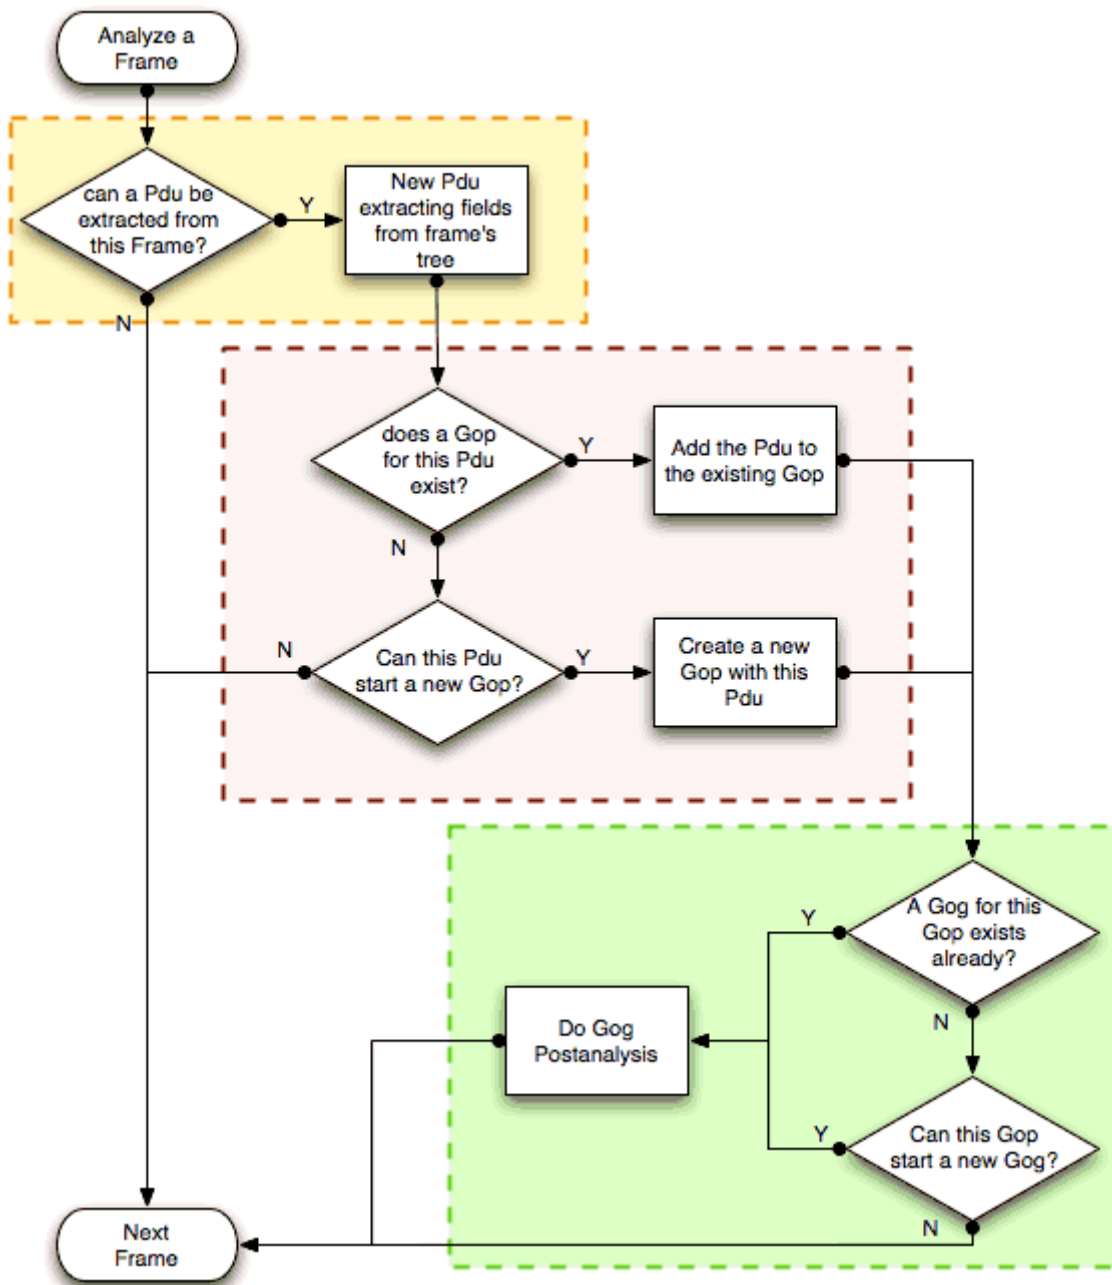 Analyze a
Frame
can a Pdu be
extracted from
this Frame?
Y
New Pdu
extracting fields
from frame's
tree
N
does a Gop
for this Pdu
exist?
Y
Add the Pdu to
the existing Gop
N
N
Can this Pdu
start a new Gop?
Y
Create a new
Gop with this
Pdu
A Gog for this
Gop exists
already?
Y
N
Do Gog
Postanalysis
Y
Can this Gop
start a new Gog?
N
Next
Frame